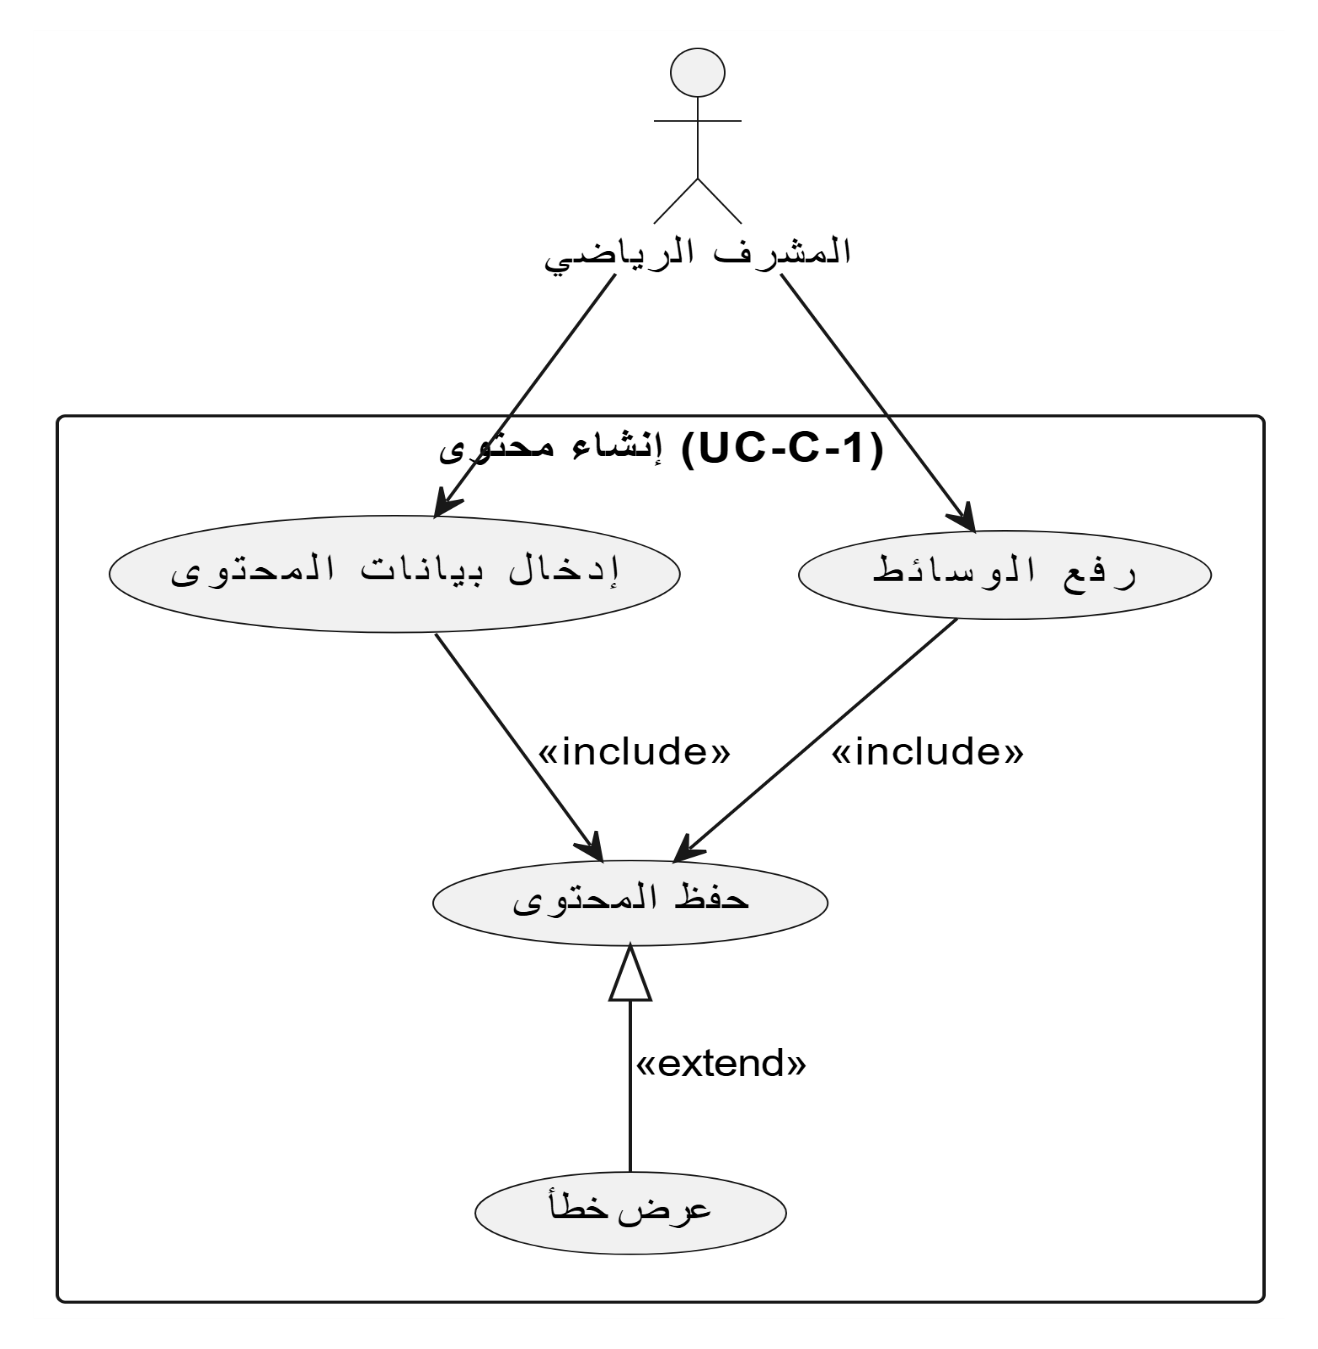 المشرف الرياضي
إنشاء محتوى (UC-C-1)
إدخال بيانات المحتوى
رفع الوسائط
«include»
«include»
حفظ المحتوى
«extend»
عرض خطأ